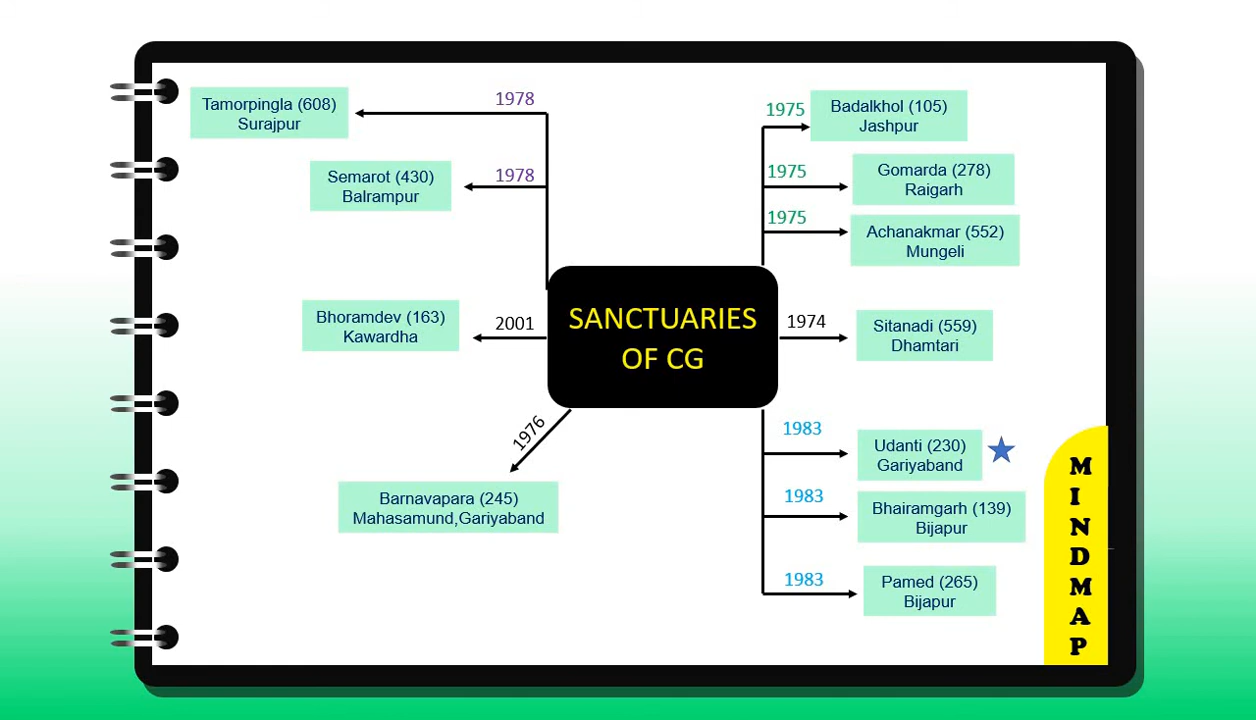 1978
Tamorpingla (608)
Surajpur
1978
Semarot (430)
Balrampur
2001
Bhoramdev (163)
Kawardha
1976
Barnavapara (245)
Mahasamund,Gariyaband
SANCTUARIES
OF CG
1975
Badalkhol (105)
Jashpur
1975
Gomarda (278)
Raigarh
1975
Achanakmar (552)
Mungeli
1974
Sitanadi (559)
Dhamtari
1983
Udanti (230)
Gariyaband
1983
Bhairamgarh (139)
Bijapur
1983
Pamed (265)
Bijapur
MINDMAP